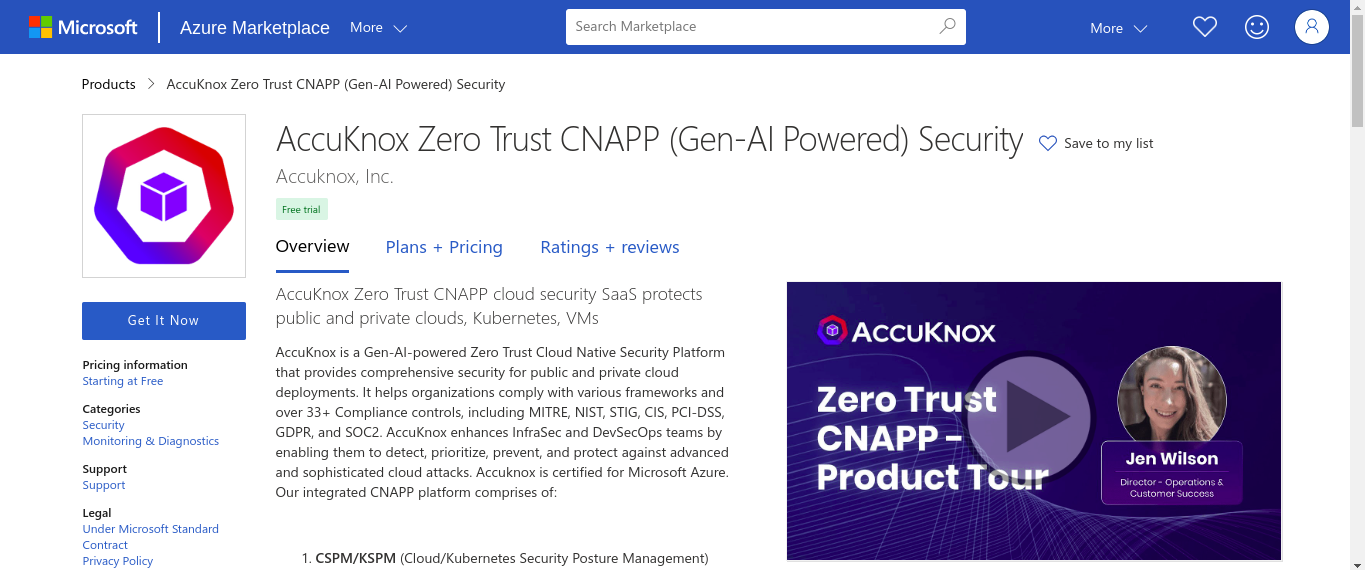 Microsoft
Azure Marketplace
More
Search Marketplace
More
Products
AccuKnox Zero Trust CNAPP (Gen-AI Powered) Security
AccuKnox Zero Trust CNAPP (Gen-AI Powered) Security
Save to my list
Accuknox, Inc.
Free trial
Overview
Plans + Pricing
Ratings + reviews
Get It Now
Pricing information
Starting at Free
Categories
Security
Monitoring & Diagnostics
Support
Support
Legal
Under Microsoft Standard
Contract
Privacy Policy
AccuKnox Zero Trust CNAPP cloud security SaaS protects
public and private clouds, Kubernetes, VMs
AccuKnox is a Gen-AI-powered Zero Trust Cloud Native Security Platform
that provides comprehensive security for public and private cloud
deployments. It helps organizations comply with various frameworks and
over 33+ Compliance controls, including MITRE, NIST, STIG, CIS, PCI-DSS,
GDPR, and SOC2. AccuKnox enhances InfraSec and DevSecOps teams by
enabling them to detect, prioritize, prevent, and protect against advanced
and sophisticated cloud attacks. Accuknox is certified for Microsoft Azure.
Our integrated CNAPP platform comprises of:
1. CSPM/KSPM (Cloud/Kubernetes Security Posture Management)
ACCUKNOX
Zero Trust
CNAPP -
Product Tour
Jen Wilson
Director - Operations &
Customer Success